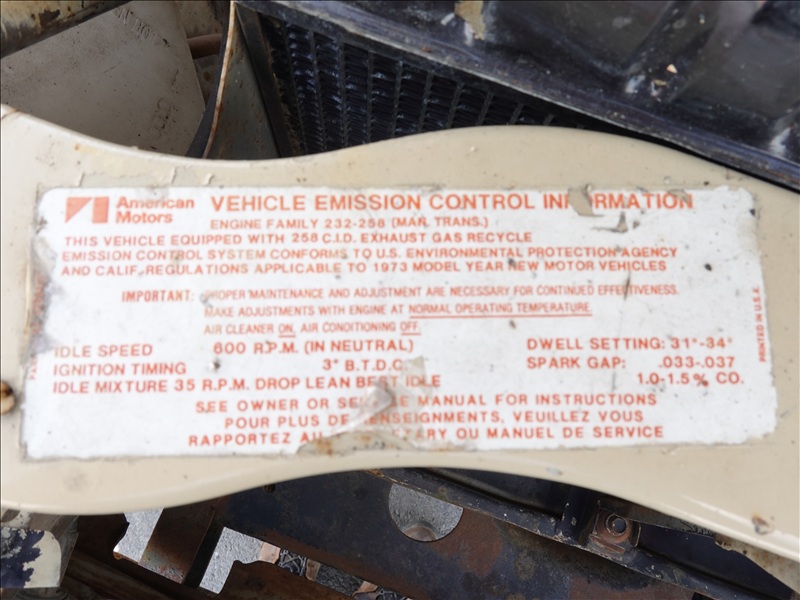 American Motors
VEHICLE EMISSION CONTROL INFORMATION
ENGINE FAMILY 232-258 (MAN. TRANS.)
THIS VEHICLE EQUIPPED WITH 258 C.I.D. EXHAUST GAS RECYCLE
EMISSION CONTROL SYSTEM CONFORMS TO U.S. ENVIRONMENTAL PROTECTION AGENCY
AND CALIF. REGULATIONS APPLICABLE TO 1973 MODEL YEAR NEW MOTOR VEHICLES
IMPORTANT: PROPER MAINTENANCE AND ADJUSTMENT ARE NECESSARY FOR CONTINUED EFFECTIVENESS.
MAKE ADJUSTMENTS WITH ENGINE AT NORMAL OPERATING TEMPERATURE.
AIR CLEANER ON, AIR CONDITIONING OFF.
IDLE SPEED 600 R.P.M. (IN NEUTRAL) DWELL SETTING: 31°-34°
IGNITION TIMING 3° B.T.D.C. SPARK GAP: .033-.037
IDLE MIXTURE 35 R.P.M. DROP LEAN BEST IDLE 1.0-1.5% CO.
SEE OWNER OR SERVICE MANUAL FOR INSTRUCTIONS
POUR PLUS DE RENSEIGNMENTS, VEUILLEZ VOUS
RAPPORTEZ AU OU MANUEL DE SERVICE
PRINTED IN U.S.A.